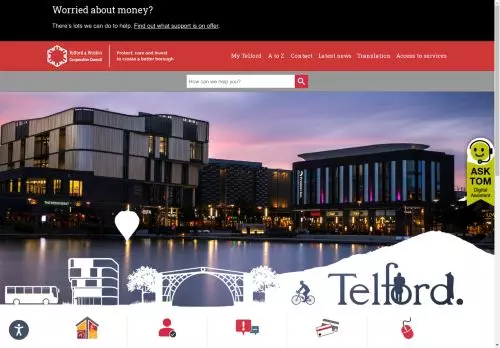 Worried about money?
There's lots we can do to help. Find out what support is on offer.
Telford & Wrekin
Co-operative Council
Protect, care and invest
to create a better borough
My Telford
A to Z
Contact
Latest news
Translation
Access to services
How can we help you?
ASK
TOM
Digital
Assistant
Telford.